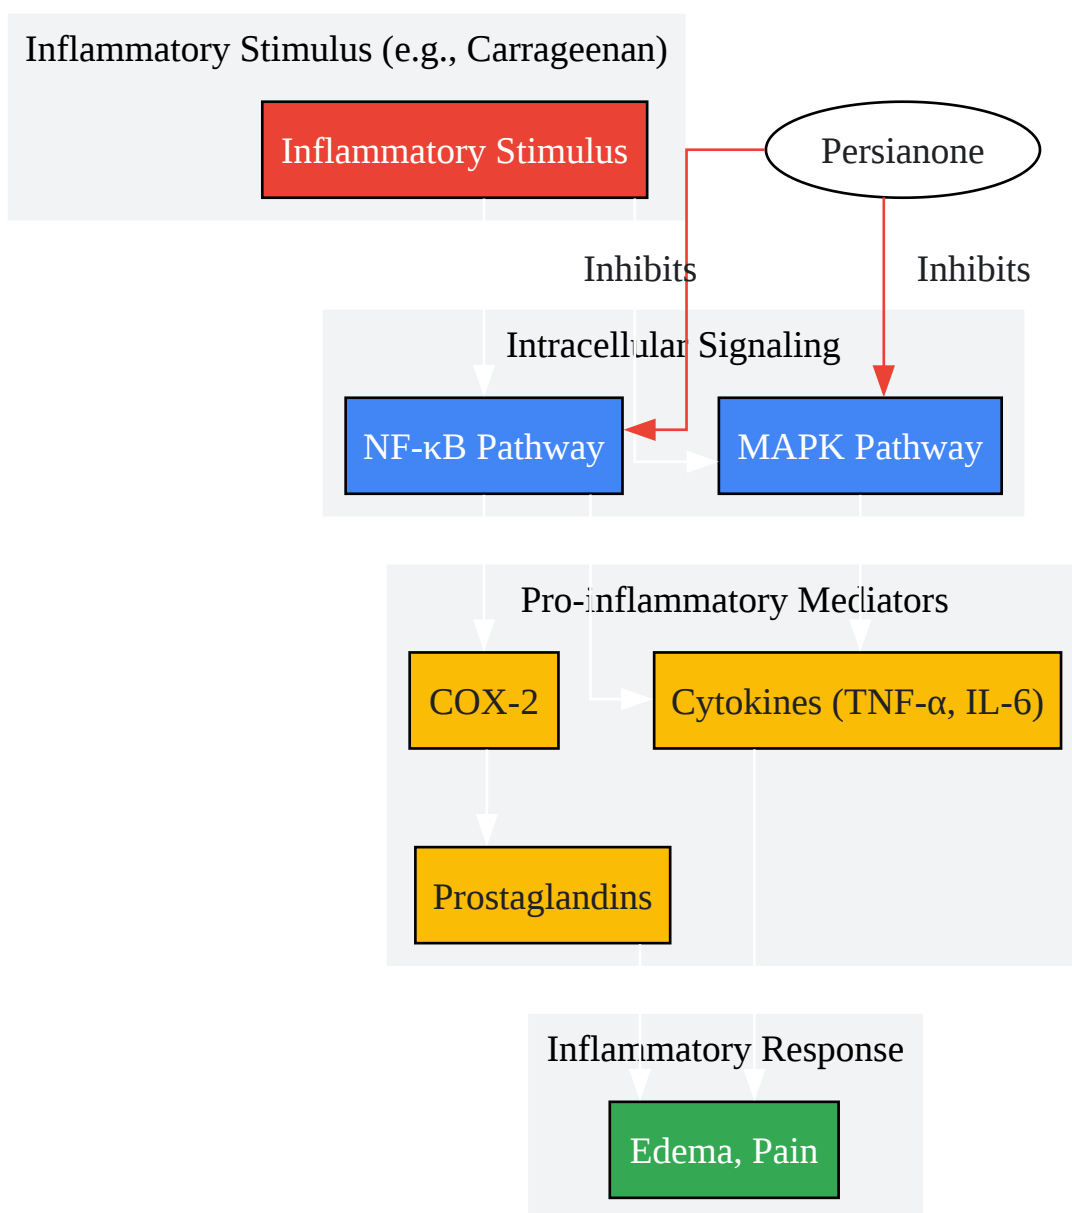 Inflammatory Stimulus (e.g., Carrageenan)
Inflammatory Stimulus
Persianone
Inhibits
Inhibits
Intracellular Signaling
NF-κB Pathway
MAPK Pathway
Pro-inflammatory Mediators
COX-2
Cytokines (TNF-α, IL-6)
Prostaglandins
Inflammatory Response
Edema, Pain